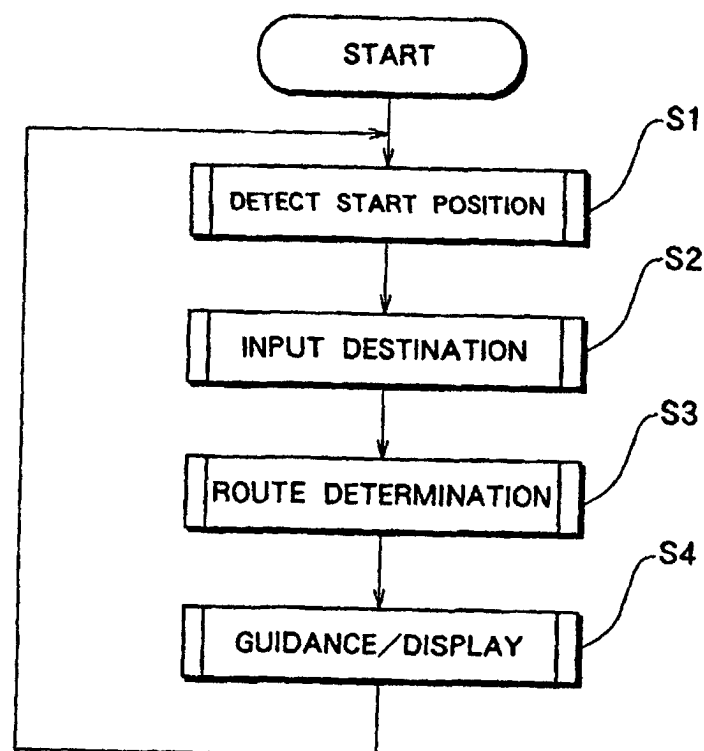 START
S1
DETECT START POSITION
S2
INPUT DESTINATION
S3
ROUTE DETERMINATION
S4
GUIDANCE/DISPLAY